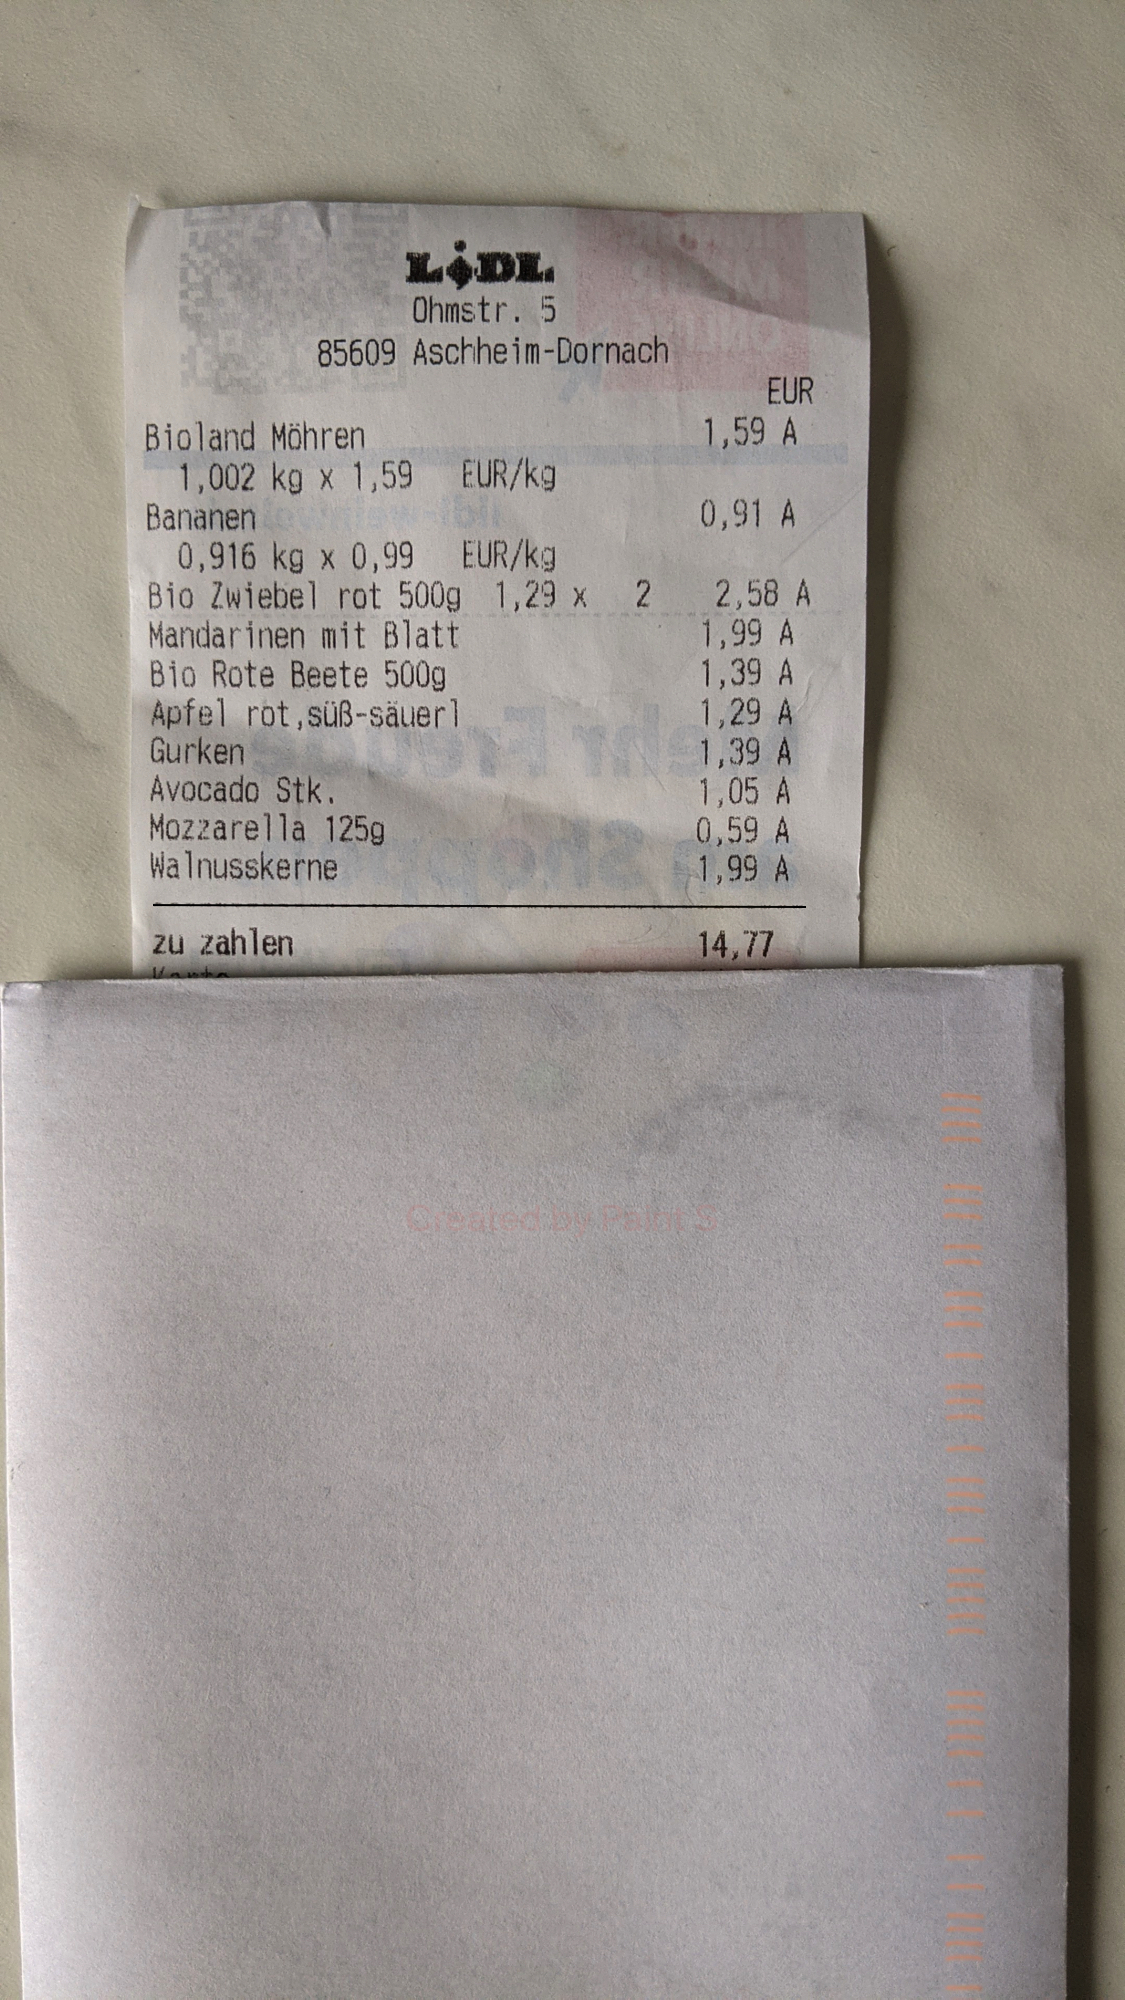 LIDL
Ohmstr. 5
85609 Aschheim-Dornach
EUR
Bioland Möhren 1,59 A
1,002 kg x 1,59 EUR/kg
Bananen 0,91 A
0,916 kg x 0,99 EUR/kg
Bio Zwiebel rot 500g 1,29 x 2 2,58 A
Mandarinen mit Blatt 1,99 A
Bio Rote Beete 500g 1,39 A
Apfel rot,süß-säuerl 1,29 A
Gurken 1,39 A
Avocado Stk. 1,05 A
Mozzarella 125g 0,59 A
Walnusskerne 1,99 A
zu zahlen 14,77
Created by Paint S